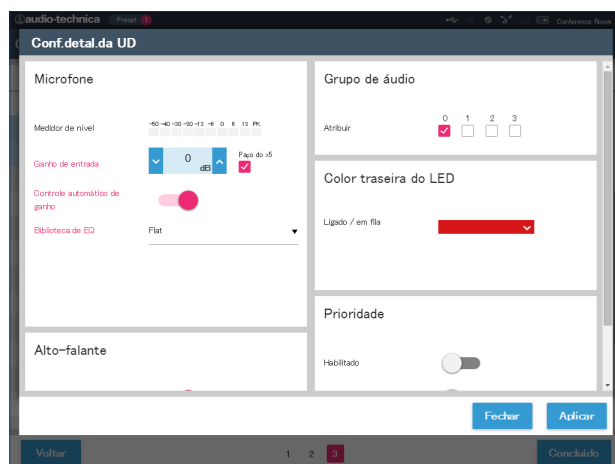 audio-technica Preset Conference Room
Conf.detal.da UD
Microfone
Medidor de nível
-50 -40 -30 -20 -12 -6 0 6 12 PK
Ganho de entrada
0
dB
Paço do x5
Controle automático de
ganho
Biblioteca de EQ
Flat
Alto-falante
Grupo de áudio
Atribuir
0 1 2 3
Color traseira do LED
Ligado / em fila
Prioridade
Habilitado
Fechar Aplicar
Voltar 1 2 3 Concluído